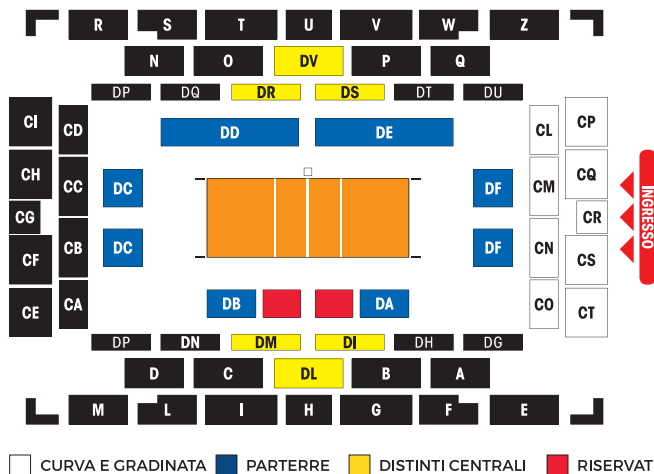 R S T U V W Z
N O DV P Q
DP DQ DR DS DT DU
CI CD DD DE CL CP
CH CC DC DF CM CQ
CG CR INGRESSO
CF CB DC DF CN CS
CE CA DB DA CO CT
DP DN DM DI DH DG
D C DL B A
M L I H G F E
CURVA E GRADINATA PARTERRE DISTINTI CENTRALI RISERVAT